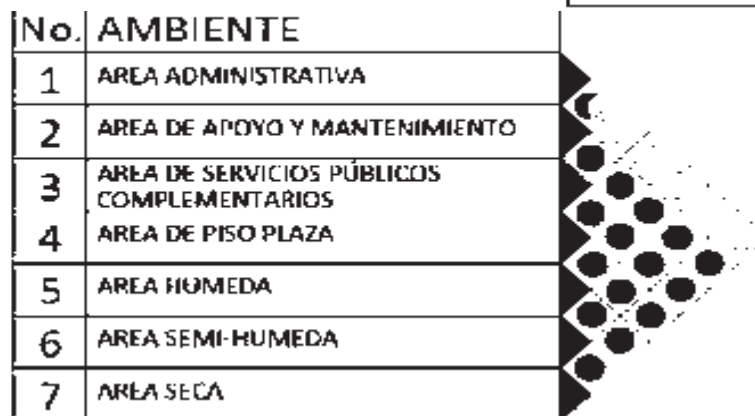 No. AMBIENTE
1 AREA ADMINISTRATIVA
2 AREA DE APOYO Y MANTENIMIENTO
3 AREA DE SERVICIOS PÚBLICOS
COMPLEMENTARIOS
4 AREA DE PISO PLAZA
5 AREA HUMEDA
6 AREA SEMI-HUMEDA
7 AREA SECA